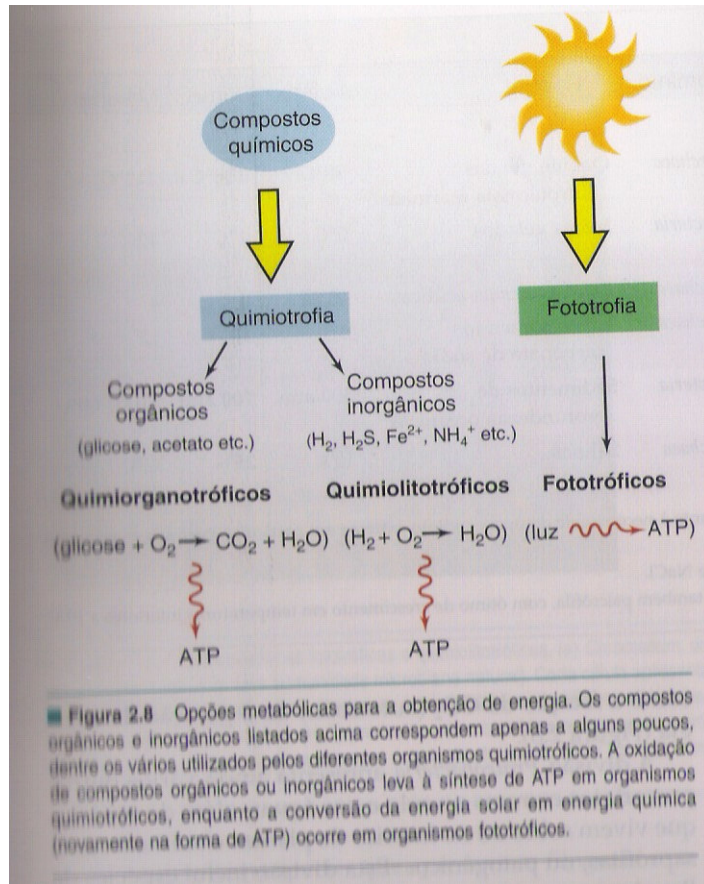 Compostos
químicos
Quimiotrofia
Fototrofia
Compostos
orgânicos
(glicose, acetato etc.)
Compostos
inorgânicos
(H₂, H₂S, Fe²⁺, NH₄⁺ etc.)
Quimiorganotróficos
Quimiolitotróficos
Fototróficos
(glicose + O₂ → CO₂ + H₂O)
(H₂ + O₂ → H₂O)
(luz → ATP)
ATP
ATP
Figura 2.8 Opções metabólicas para a obtenção de energia. Os compostos
orgânicos e inorgânicos listados acima correspondem apenas a alguns poucos,
dentre os vários utilizados pelos diferentes organismos quimiotróficos. A oxidação
de compostos orgânicos ou inorgânicos leva à síntese de ATP em organismos
quimiotróficos, enquanto a conversão da energia solar em energia química
(novamente na forma de ATP) ocorre em organismos fototróficos.